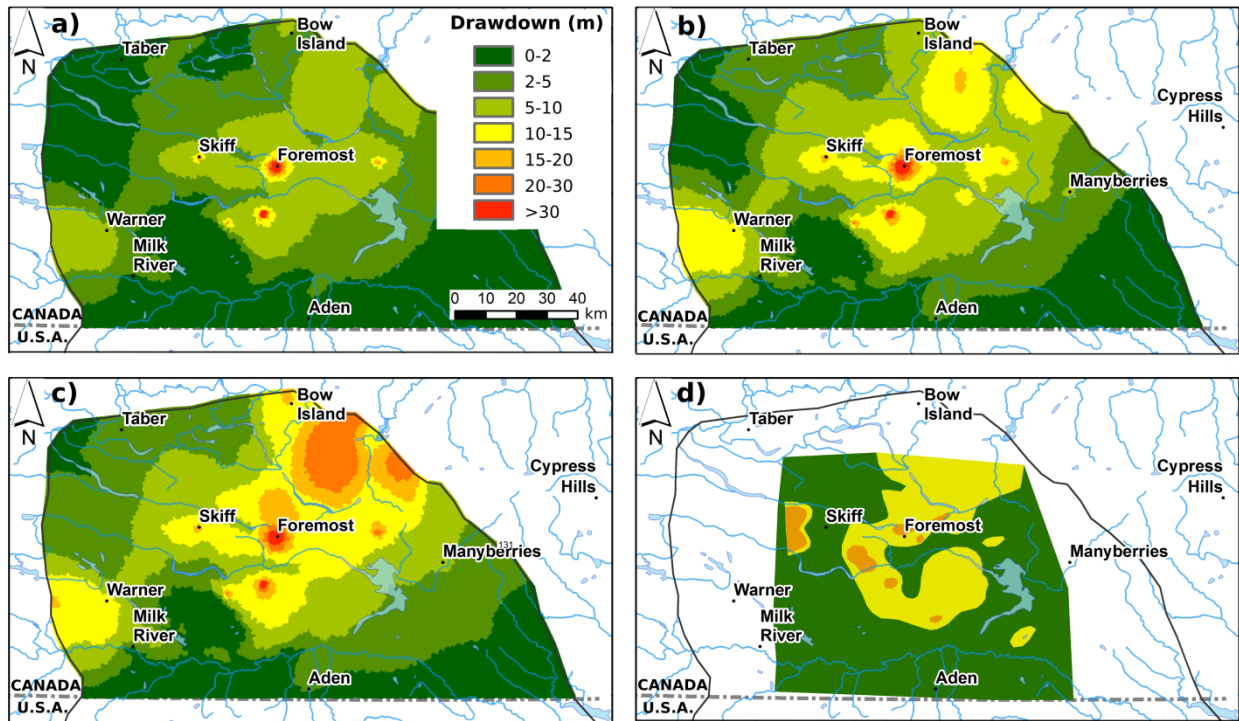 a)
Bow
Island
Taber
N
Skiff
Foremost
Warner
Milk
River
Aden
CANADA
U.S.A.
Drawdown (m)
0-2
2-5
5-10
10-15
15-20
20-30
>30
0 10 20 30 40
km
b)
Bow
Island
Taber
N
Cypress
Hills
Skiff
Foremost
Manyberries
Warner
Milk
River
Aden
CANADA
U.S.A.
c)
Bow
Island
Taber
N
Cypress
Hills
Skiff
Foremost
Manyberries
131
Warner
Milk
River
Aden
CANADA
U.S.A.
d)
Bow
Island
Taber
N
Cypress
Hills
Skiff
Foremost
Manyberries
Warner
Milk
River
Aden
CANADA
U.S.A.